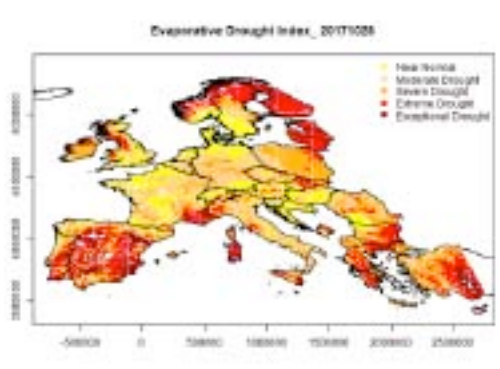 Evaporative Drought Index_ 20171026
Near Normal
Moderate Drought
Severe Drought
Extreme Drought
Exceptional Drought
-500000 0 500000 1000000 1500000 2000000 2500000